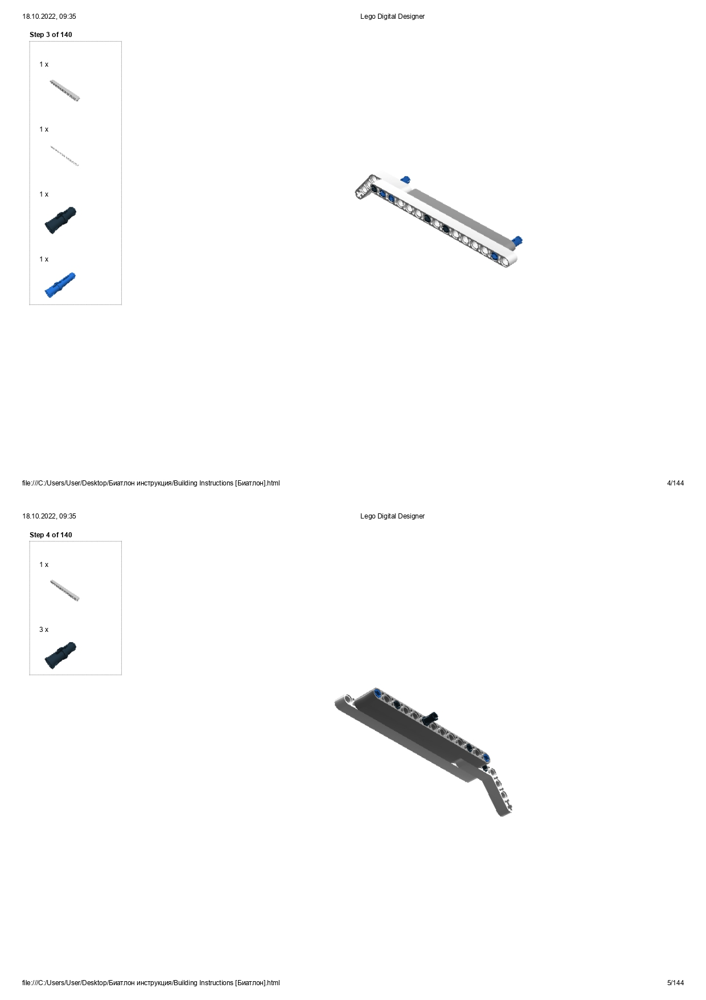 18.10.2022, 09:35 Lego Digital Designer
Step 3 of 140
1 x
1 x
1 x
1 x
file:///C:/Users/User/Desktop/Биатлон инструкция/Building Instructions [Биатлон].html 4/144
18.10.2022, 09:35 Lego Digital Designer
Step 4 of 140
1 x
3 x
file:///C:/Users/User/Desktop/Биатлон инструкция/Building Instructions [Биатлон].html 5/144